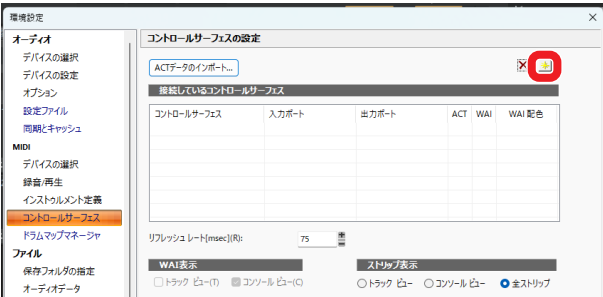 環境設定
オーディオ
デバイスの選択
デバイスの設定
オプション
設定ファイル
同期とキャッシュ
MIDI
デバイスの選択
録音/再生
インストゥルメント定義
コントロールサーフェス
ドラムマップマネージャ
ファイル
保存フォルダの指定
オーディオデータ
コントロールサーフェスの設定
ACTデータのインポート...
接続しているコントロールサーフェス
コントロールサーフェス 入力ポート 出力ポート ACT WAI WAI 配色
リフレッシュ レート[msec](R): 75
WAI表示
トラック ビュー(T) コンソール ビュー(C)
ストリップ表示
トラック ビュー コンソール ビュー 全ストリップ